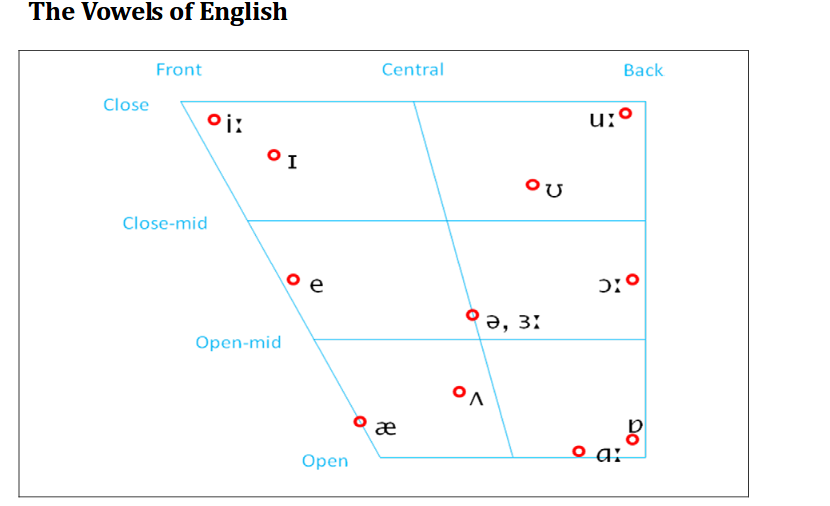 The Vowels of English
Front Central Back
Close
iː
uː
ɪ
ʊ
Close-mid
e
ɔː
ə, ɜː
Open-mid
ʌ
æ
ɒ
ɑː
Open